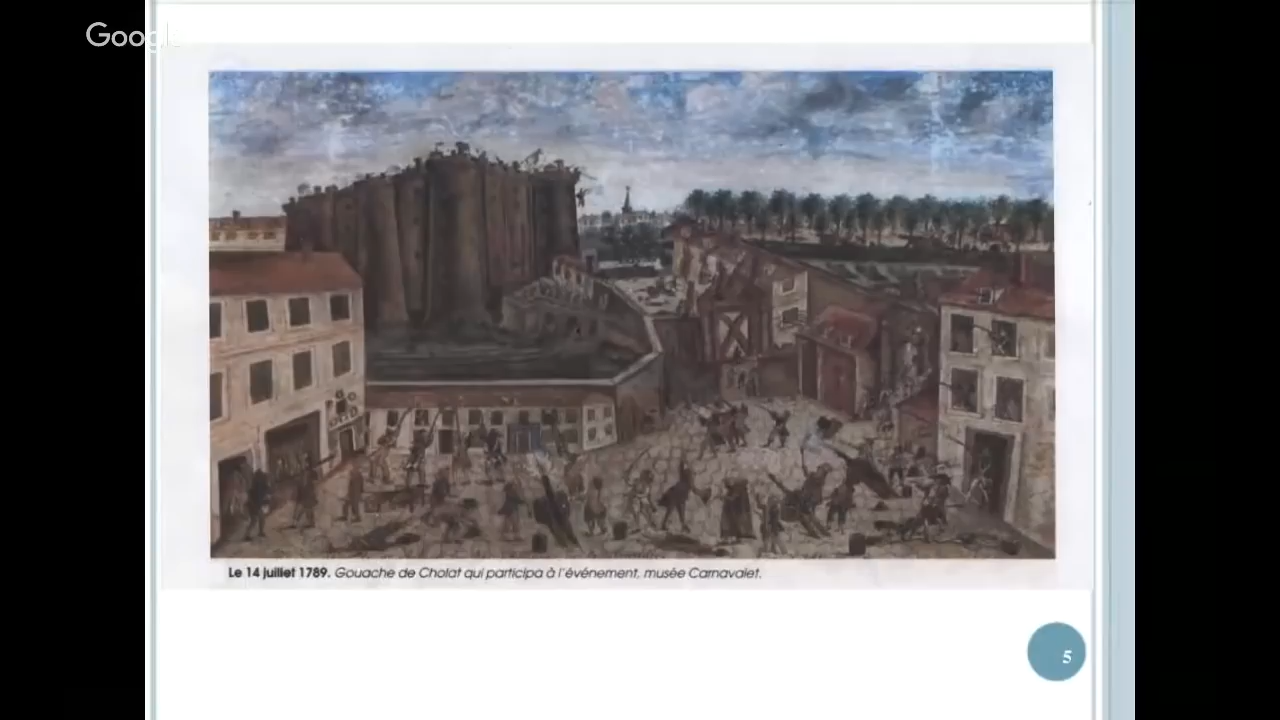 Google
Le 14 juillet 1789. Gouache de Cholat qui participa à l'événement, musée Carnavalet.
5